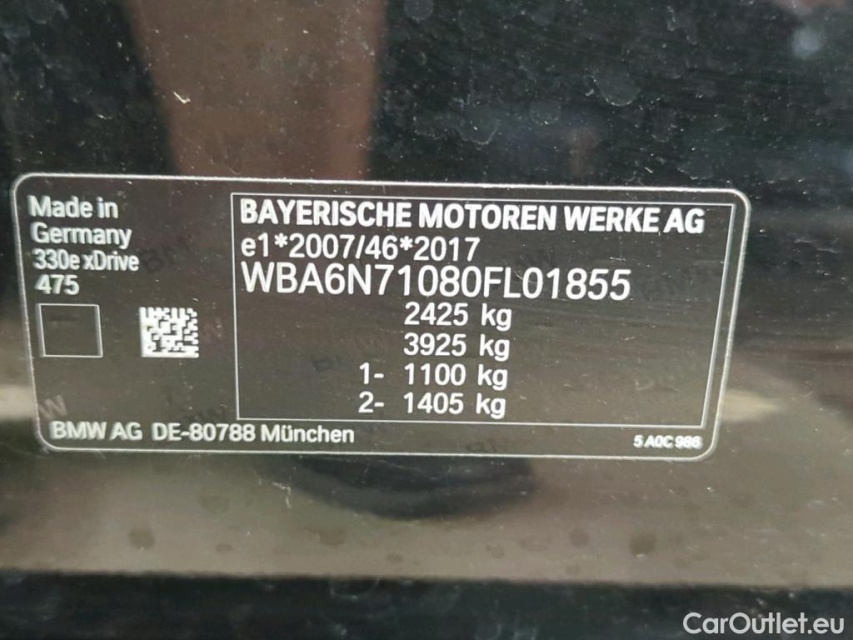 Made in
Germany
330e xDrive
475
BAYERISCHE MOTOREN WERKE AG
e1*2007/46*2017
WBA6N71080FL01855
2425 kg
3925 kg
1- 1100 kg
2- 1405 kg
BMW AG DE-80788 München
5 A0C 986
CarOutlet.eu